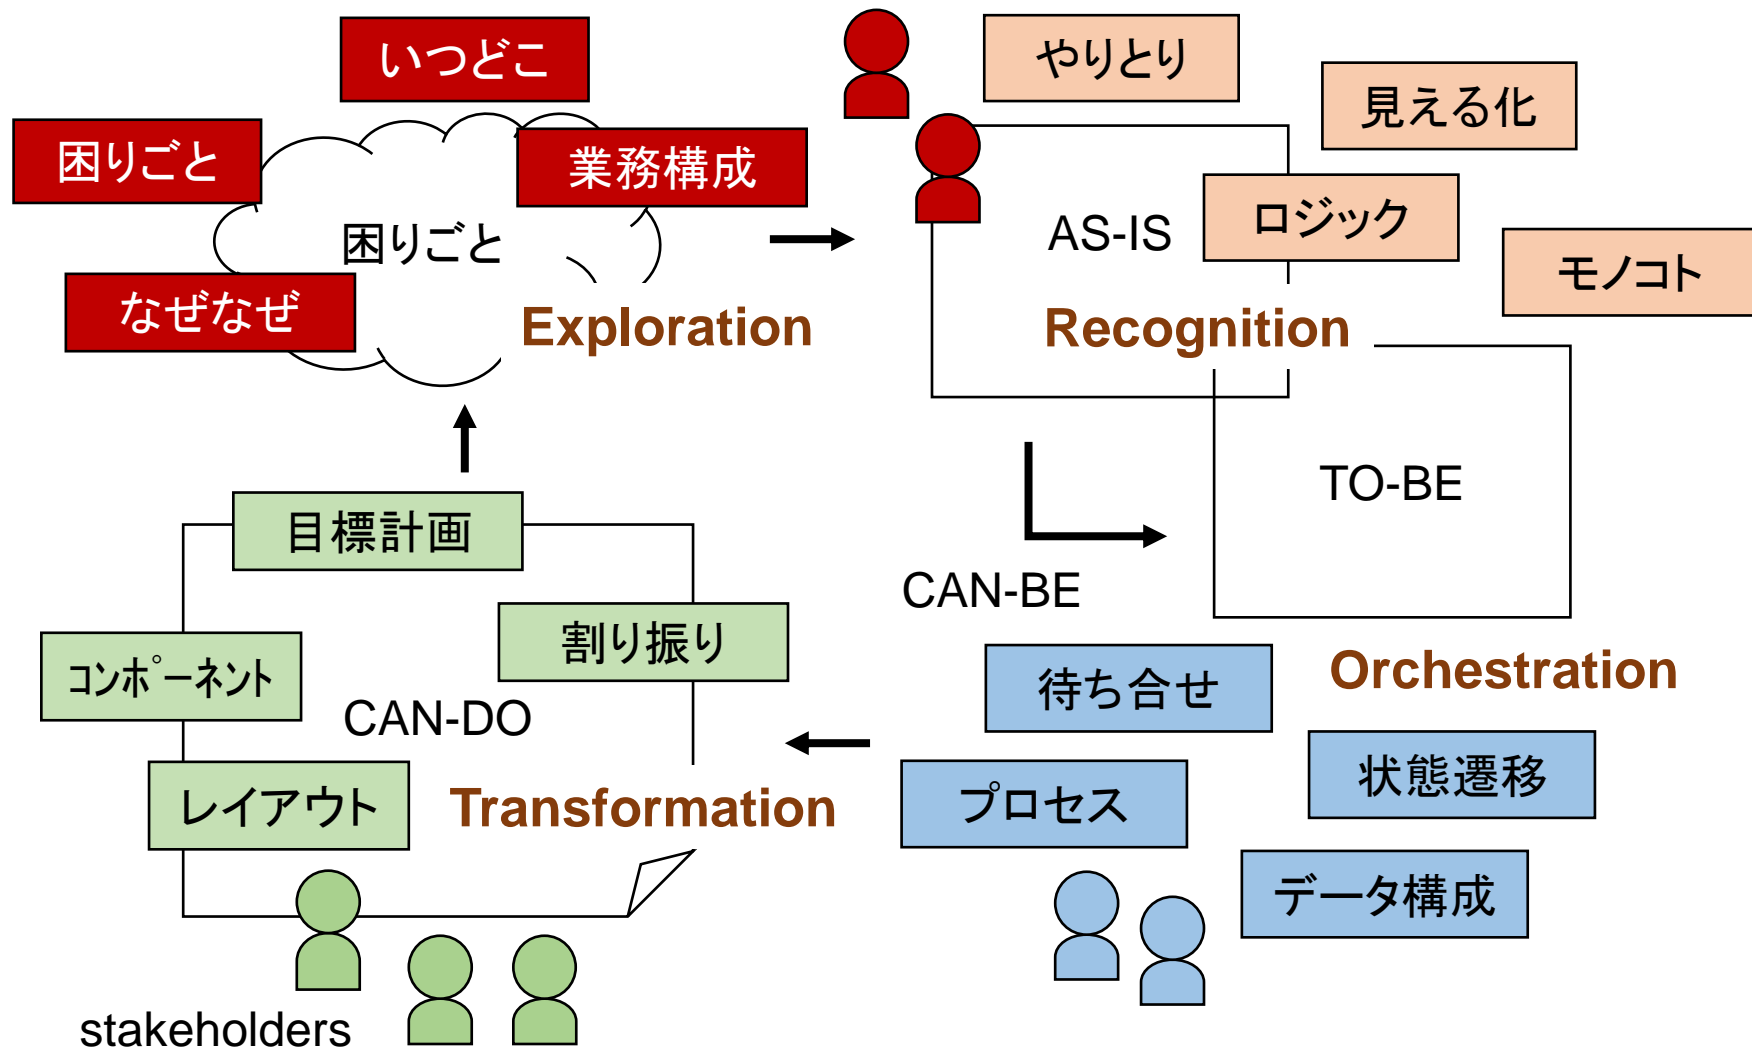 いつどこ
困りごと
業務構成
困りごと
なぜなぜ
Exploration
やりとり
見える化
ロジック
AS-IS
モノコト
Recognition
TO-BE
CAN-BE
Orchestration
待ち合せ
状態遷移
プロセス
データ構成
目標計画
割り振り
コンポーネント
CAN-DO
レイアウト
Transformation
stakeholders